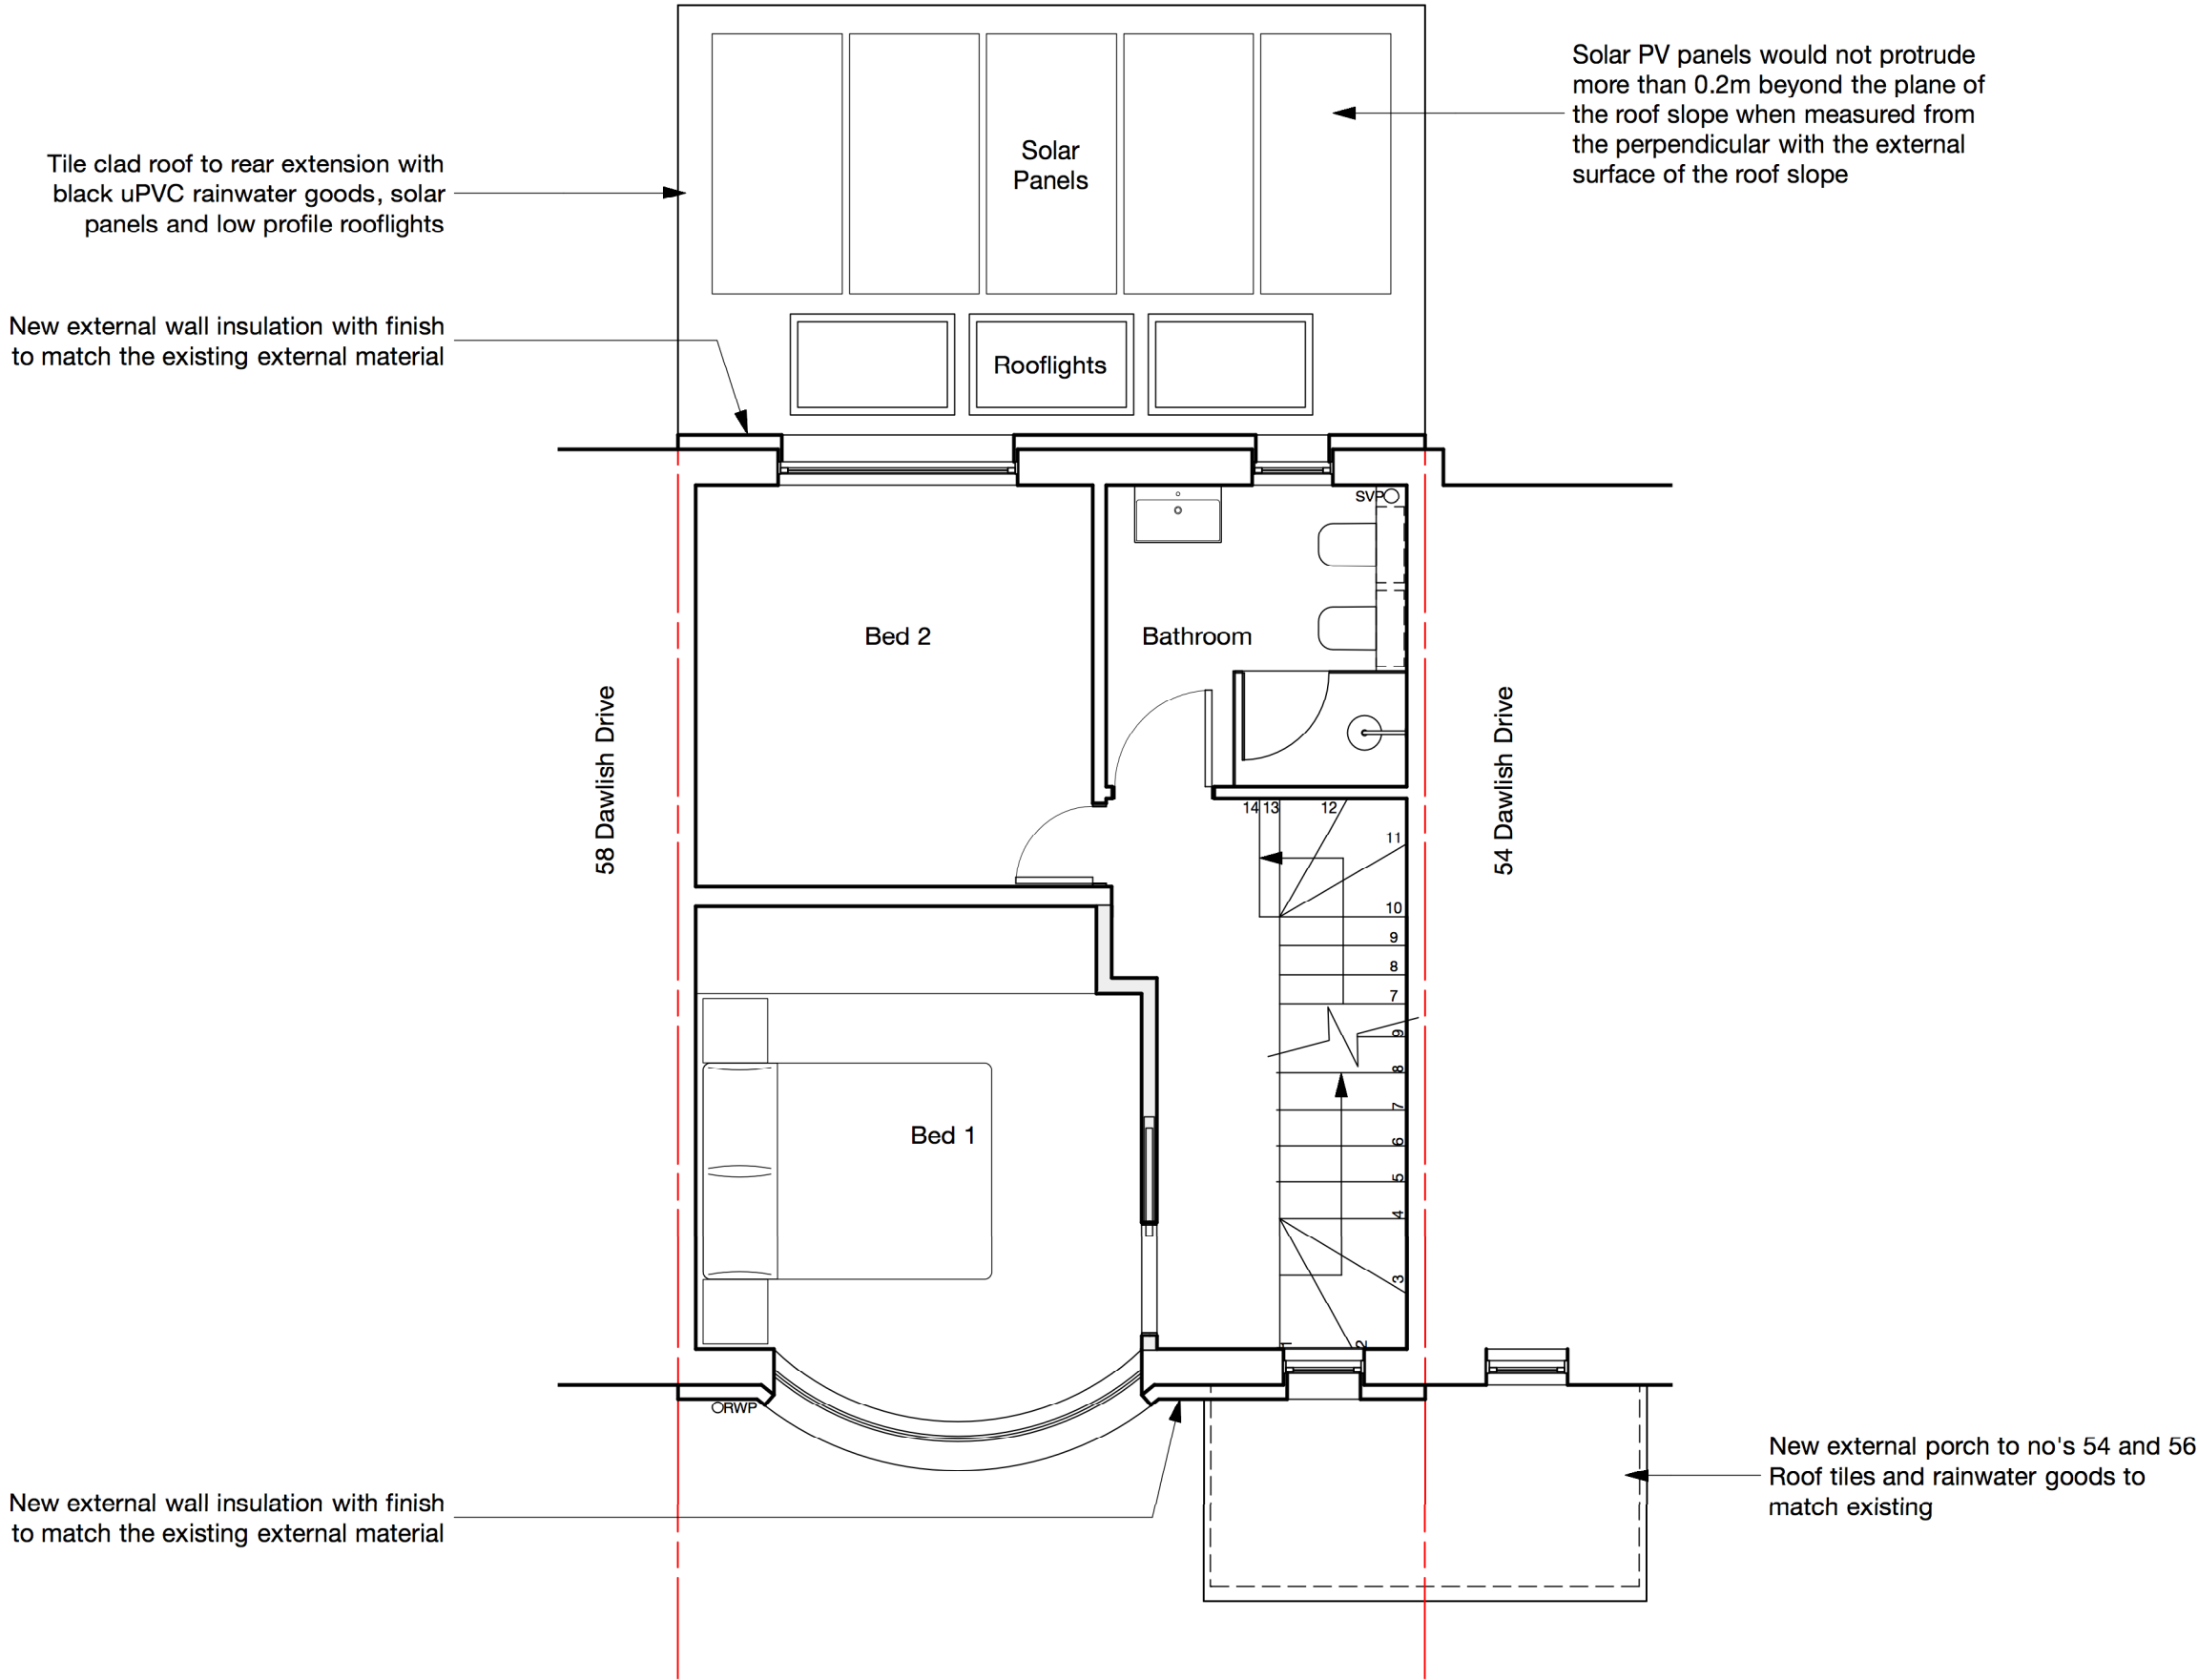 Solar PV panels would not protrude
more than 0.2m beyond the plane of
the roof slope when measured from
the perpendicular with the external
surface of the roof slope
Solar
Panels
Tile clad roof to rear extension with
black uPVC rainwater goods, solar
panels and low profile rooflights
New external wall insulation with finish
to match the existing external material
Rooflights
SVP
Bed 2
Bathroom
58 Dawlish Drive
54 Dawlish Drive
14 13 12
11
10
9
8
7
9
8
7
6
5
4
3
2
1
Bed 1
RWP
New external porch to no's 54 and 56
Roof tiles and rainwater goods to
match existing
New external wall insulation with finish
to match the existing external material